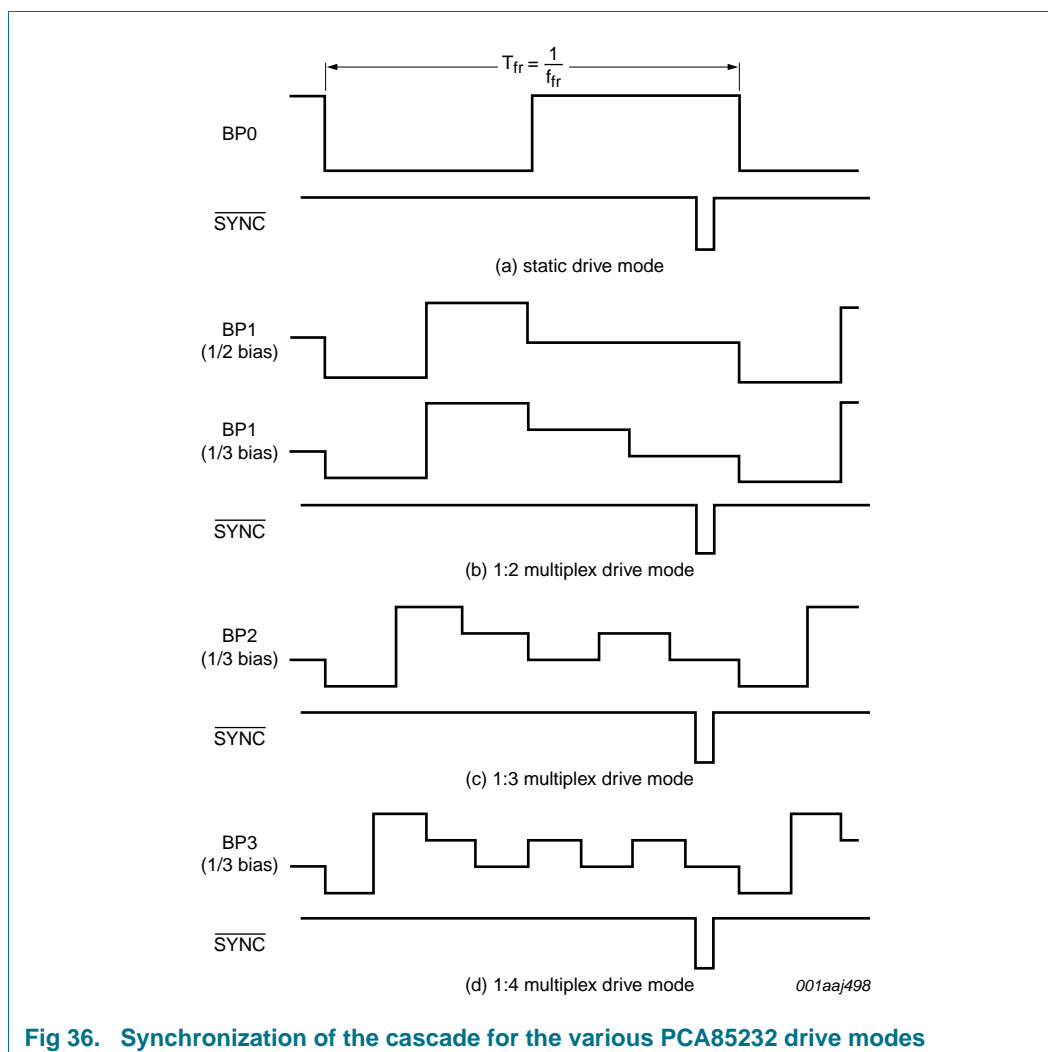 Tfr = 1/ffr
BP0
SYNC
(a) static drive mode
BP1
(1/2 bias)
BP1
(1/3 bias)
SYNC
(b) 1:2 multiplex drive mode
BP2
(1/3 bias)
SYNC
(c) 1:3 multiplex drive mode
BP3
(1/3 bias)
SYNC
(d) 1:4 multiplex drive mode
001aaj498
Fig 36. Synchronization of the cascade for the various PCA85232 drive modes